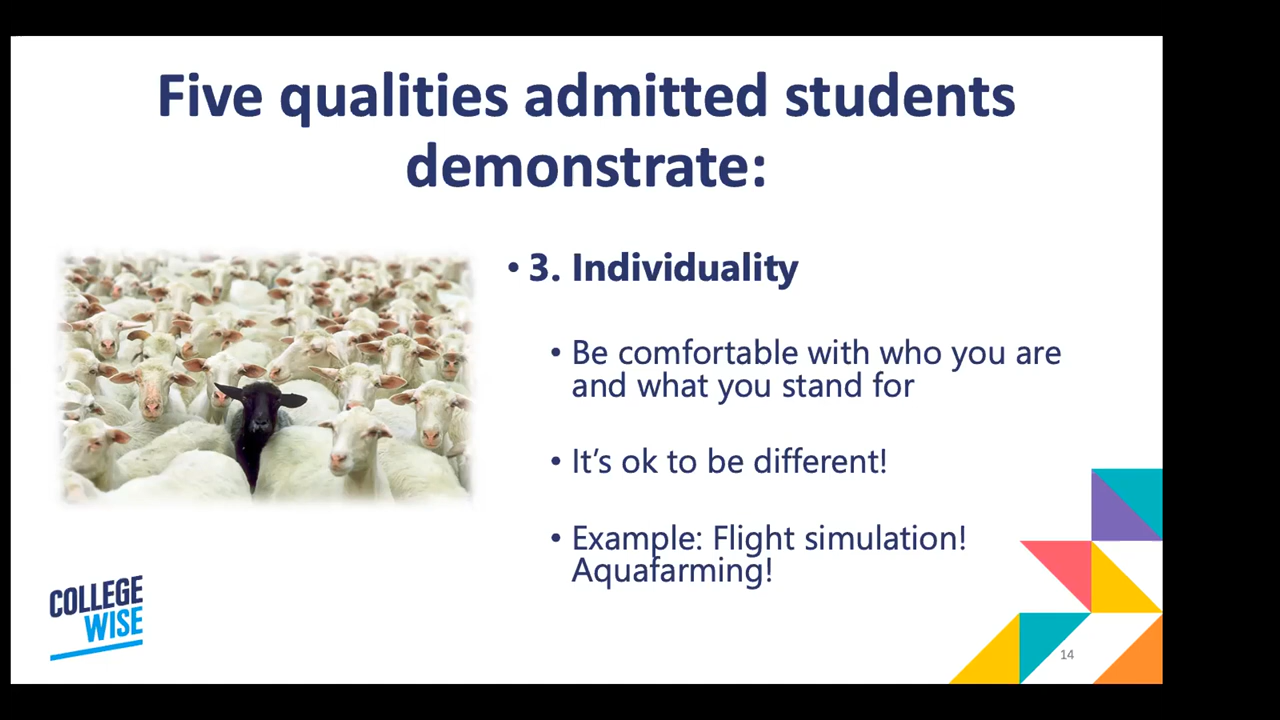 Five qualities admitted students
demonstrate:
• 3. Individuality
• Be comfortable with who you are
and what you stand for
• It’s ok to be different!
• Example: Flight simulation!
Aquafarming!
COLLEGE
WISE
14